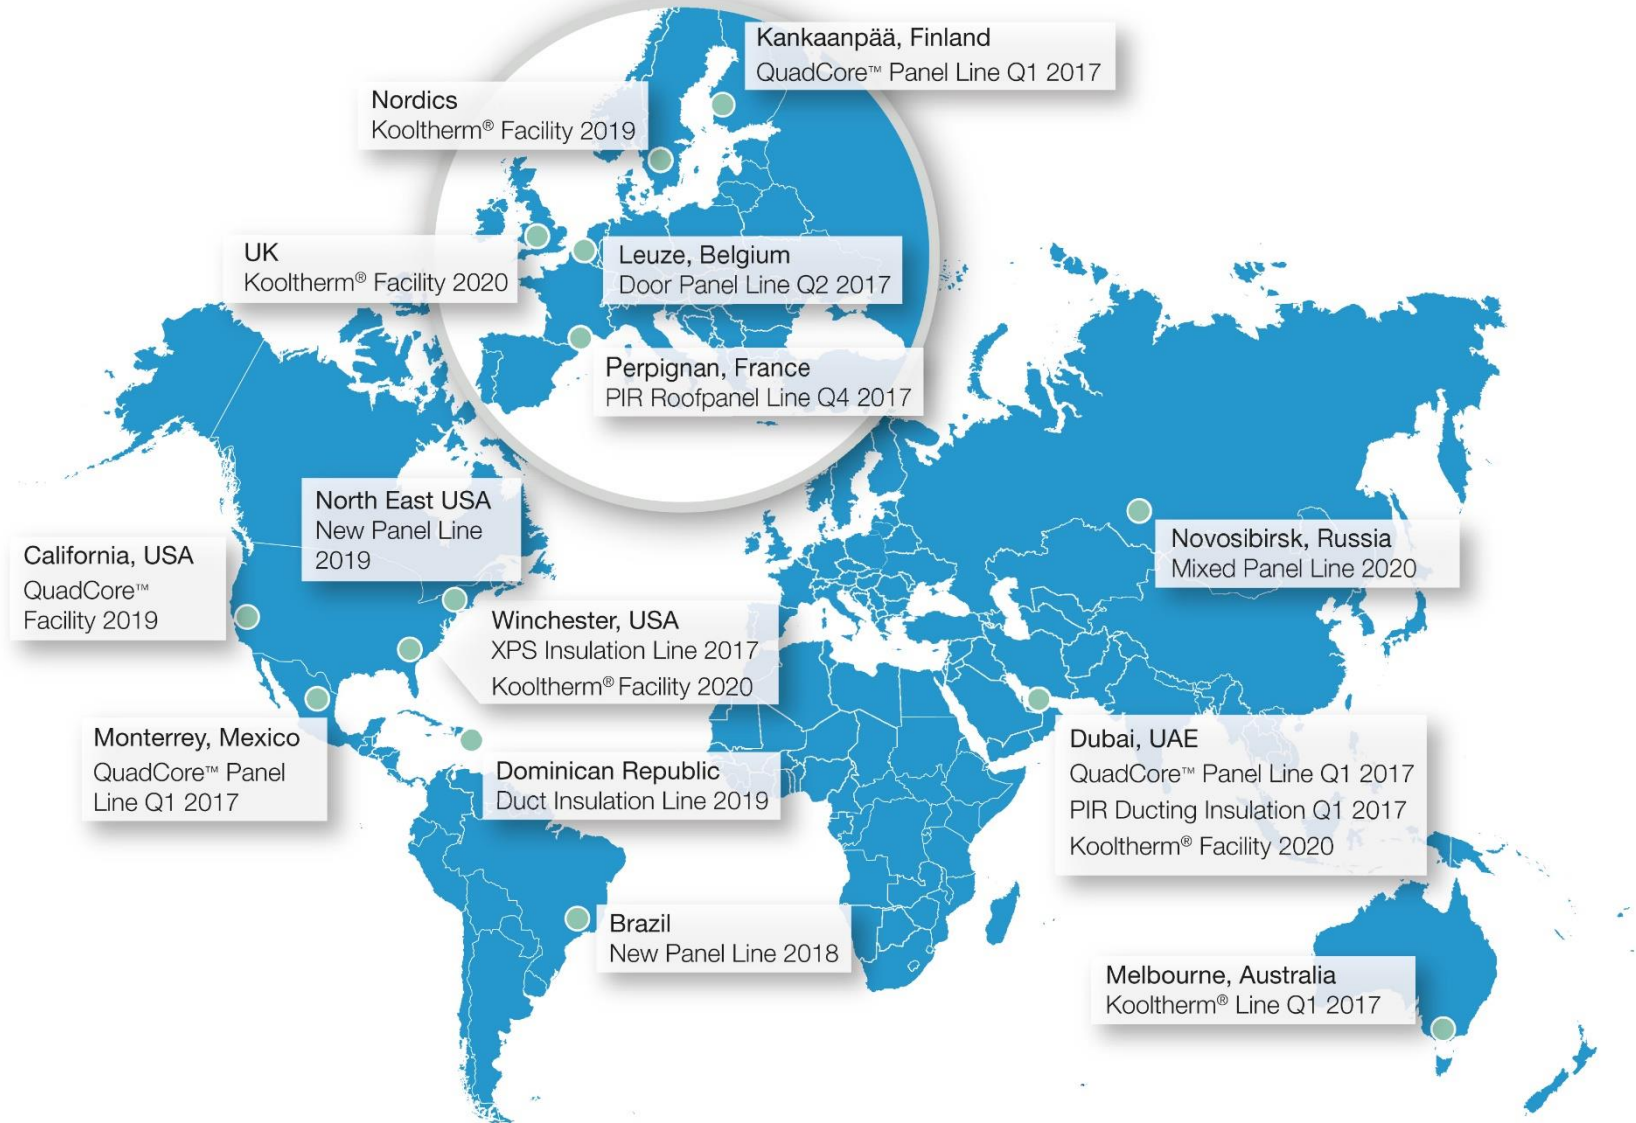 Kankaanpää, Finland
QuadCore™ Panel Line Q1 2017
Nordics
Kooltherm® Facility 2019
UK
Kooltherm® Facility 2020
Leuze, Belgium
Door Panel Line Q2 2017
Perpignan, France
PIR Roofpanel Line Q4 2017
North East USA
New Panel Line
2019
California, USA
QuadCore™
Facility 2019
Winchester, USA
XPS Insulation Line 2017
Kooltherm® Facility 2020
Novosibirsk, Russia
Mixed Panel Line 2020
Monterrey, Mexico
QuadCore™ Panel
Line Q1 2017
Dominican Republic
Duct Insulation Line 2019
Dubai, UAE
QuadCore™ Panel Line Q1 2017
PIR Ducting Insulation Q1 2017
Kooltherm® Facility 2020
Brazil
New Panel Line 2018
Melbourne, Australia
Kooltherm® Line Q1 2017